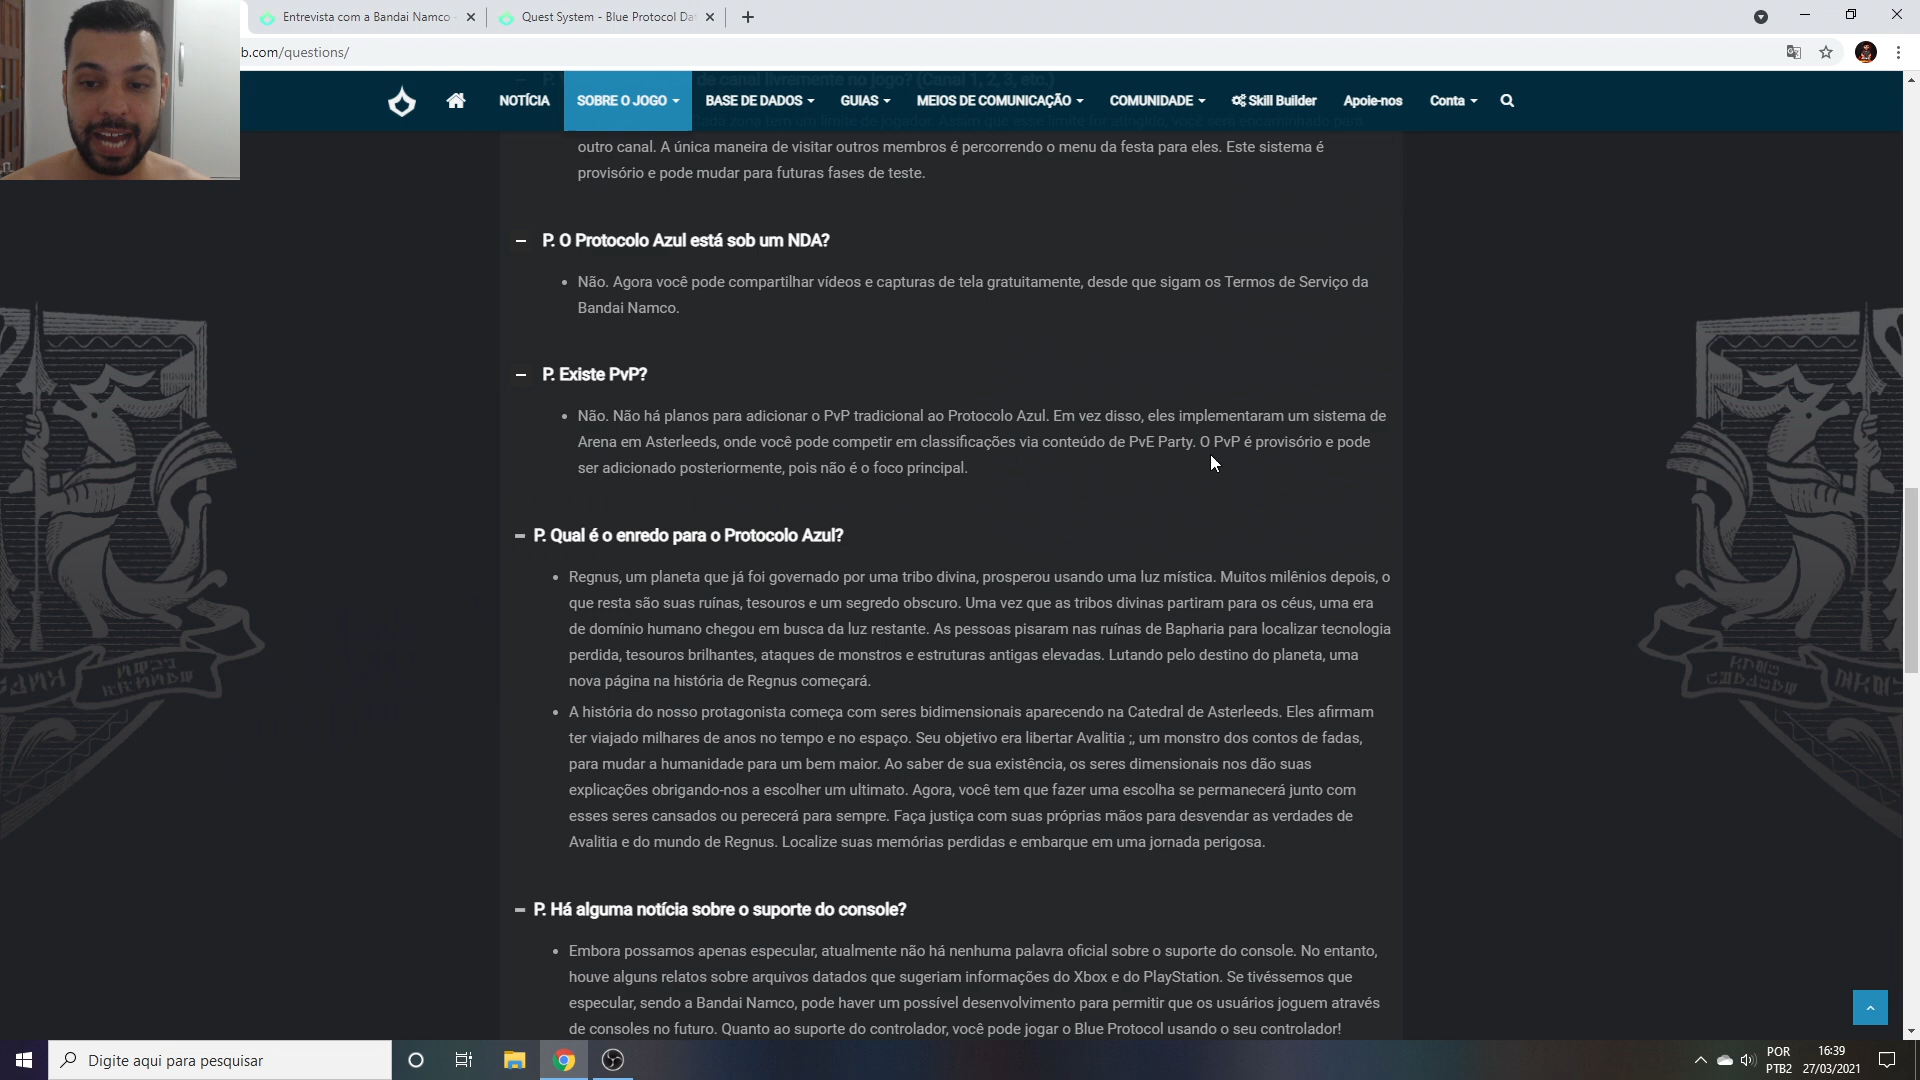 Entrevista com a Bandai Namco
Quest System - Blue Protocol Dat
b.com/questions/
de canal livremente no jogo? (Canal 1, 2, 3, etc.)
NOTÍCIA
SOBRE O JOGO
BASE DE DADOS
GUIAS
MEIOS DE COMUNICAÇÃO
COMUNIDADE
Skill Builder
Apoie-nos
Conta
cada zona tem um limite de jogador. Assim que esse limite for atingido, você será encaminhado para
outro canal. A única maneira de visitar outros membros é percorrendo o menu da festa para eles. Este sistema é
provisório e pode mudar para futuras fases de teste.
P. O Protocolo Azul está sob um NDA?
Não. Agora você pode compartilhar vídeos e capturas de tela gratuitamente, desde que sigam os Termos de Serviço da
Bandai Namco.
P. Existe PvP?
Não. Não há planos para adicionar o PvP tradicional ao Protocolo Azul. Em vez disso, eles implementaram um sistema de
Arena em Asterleeds, onde você pode competir em classificações via conteúdo de PvE Party. O PvP é provisório e pode
ser adicionado posteriormente, pois não é o foco principal.
P. Qual é o enredo para o Protocolo Azul?
Regnus, um planeta que já foi governado por uma tribo divina, prosperou usando uma luz mística. Muitos milênios depois, o
que resta são suas ruínas, tesouros e um segredo obscuro. Uma vez que as tribos divinas partiram para os céus, uma era
de domínio humano chegou em busca da luz restante. As pessoas pisaram nas ruínas de Bapharia para localizar tecnologia
perdida, tesouros brilhantes, ataques de monstros e estruturas antigas elevadas. Lutando pelo destino do planeta, uma
nova página na história de Regnus começará.
A história do nosso protagonista começa com seres bidimensionais aparecendo na Catedral de Asterleeds. Eles afirmam
ter viajado milhares de anos no tempo e no espaço. Seu objetivo era libertar Avalitia ;, um monstro dos contos de fadas,
para mudar a humanidade para um bem maior. Ao saber de sua existência, os seres dimensionais nos dão suas
explicações obrigando-nos a escolher um ultimato. Agora, você tem que fazer uma escolha se permanecerá junto com
esses seres cansados ou perecerá para sempre. Faça justiça com suas próprias mãos para desvendar as verdades de
Avalitia e do mundo de Regnus. Localize suas memórias perdidas e embarque em uma jornada perigosa.
P. Há alguma notícia sobre o suporte do console?
Embora possamos apenas especular, atualmente não há nenhuma palavra oficial sobre o suporte do console. No entanto,
houve alguns relatos sobre arquivos datados que sugeriam informações do Xbox e do PlayStation. Se tivéssemos que
especular, sendo a Bandai Namco, pode haver um possível desenvolvimento para permitir que os usuários joguem através
de consoles no futuro. Quanto ao suporte do controlador, você pode jogar o Blue Protocol usando o seu controlador!
Digite aqui para pesquisar
POR
PTB2
16:39
27/03/2021